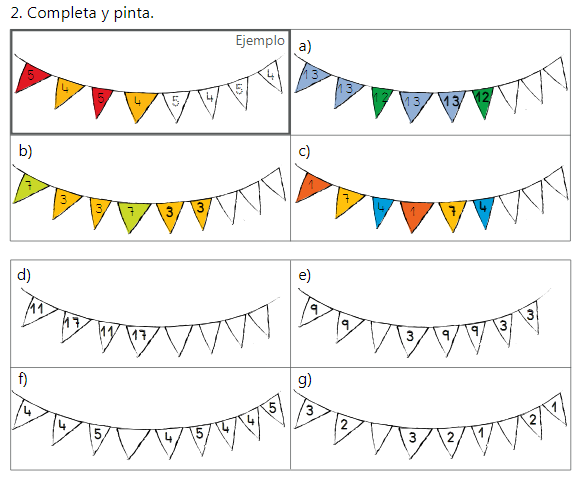 2. Completa y pinta.
Ejemplo
5 4 5 4 5 4 5 4
a)
13 13 12 13 13 12
b)
7 3 3 7 3 3
c)
1 7 4 1 7 4
d)
11 17 11 17
e)
9 9 3 9 9 3 3
f)
4 4 5 4 5 4 4 5
g)
3 2 3 2 1 2 1